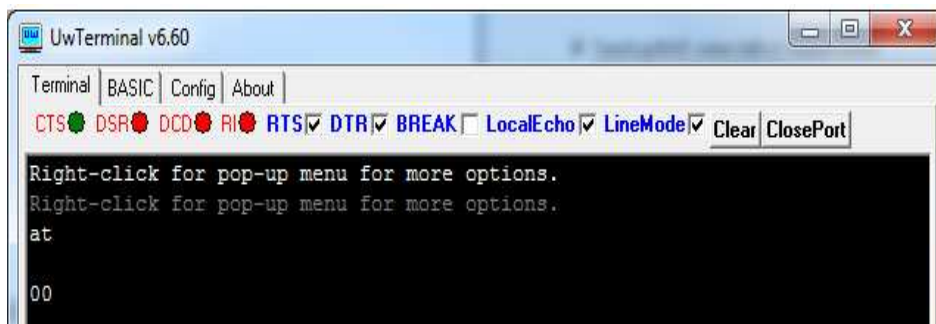 UwTerminal v6.60
Terminal BASIC Config About
CTS DSR DCD RI RTS DTR BREAK LocalEcho LineMode Clear ClosePort
Right-click for pop-up menu for more options.
Right-click for pop-up menu for more options.
at
00